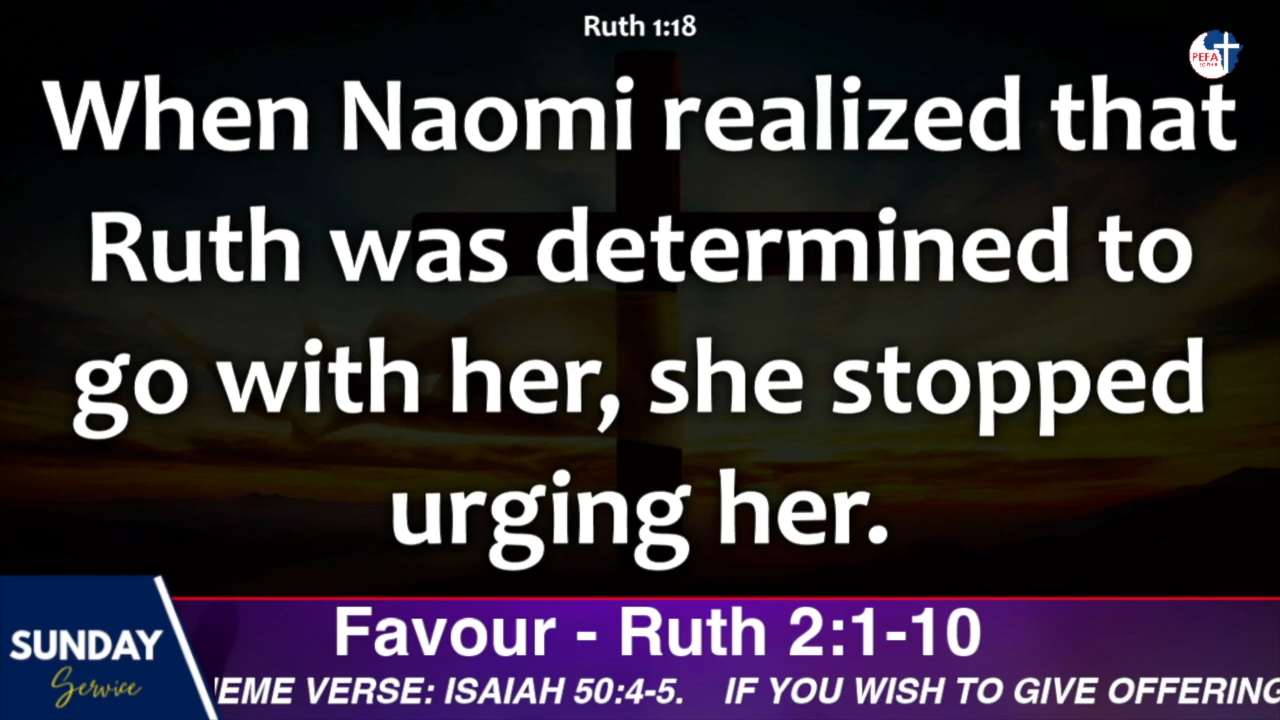 Ruth 1:18
PEFA
When Naomi realized that
Ruth was determined to
go with her, she stopped
urging her.
SUNDAY
Service
Favour - Ruth 2:1-10
EME VERSE: ISAIAH 50:4-5. IF YOU WISH TO GIVE OFFERING